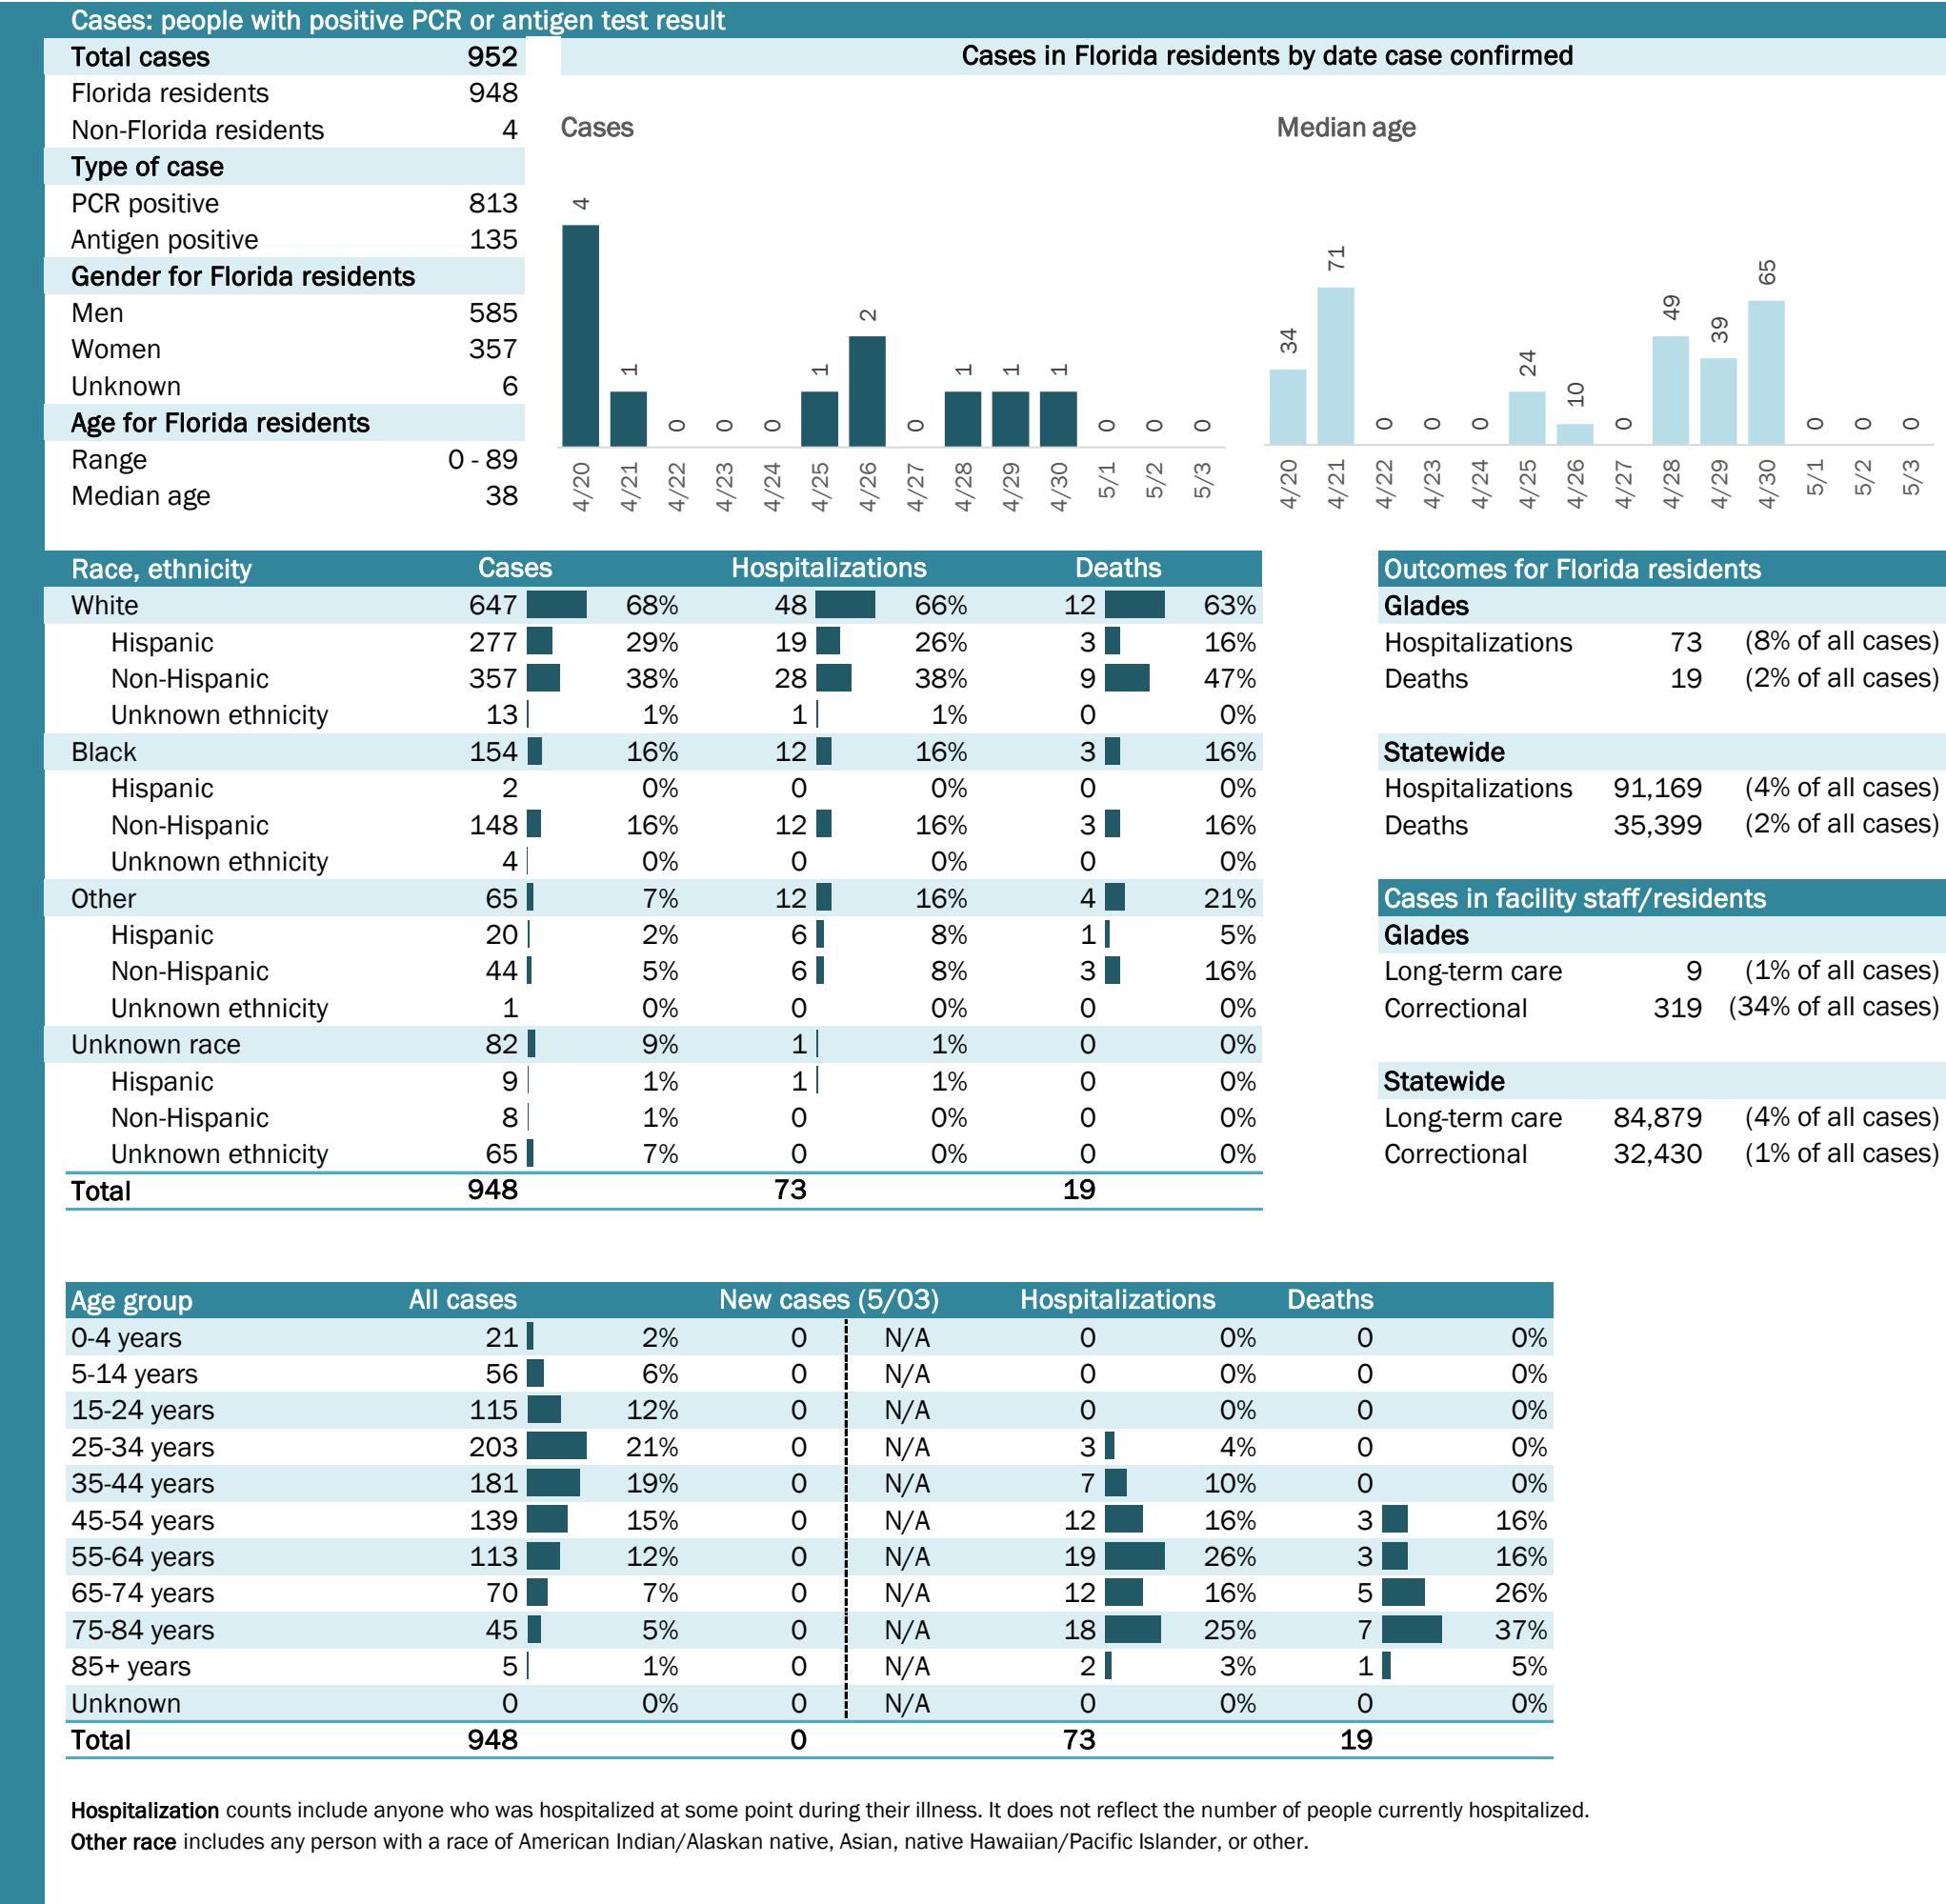 Cases: people with positive PCR or antigen test result
Total cases 952
Florida residents 948
Non-Florida residents 4
Type of case
PCR positive 813
Antigen positive 135
Gender for Florida residents
Men 585
Women 357
Unknown 6
Age for Florida residents
Range 0 - 89
Median age 38
Cases in Florida residents by date case confirmed
Cases
4 1 0 0 0 1 2 0 1 1 1 0 0 0
4/20 4/21 4/22 4/23 4/24 4/25 4/26 4/27 4/28 4/29 4/30 5/1 5/2 5/3
Median age
34 71 0 0 0 24 10 0 49 39 65 0 0 0
4/20 4/21 4/22 4/23 4/24 4/25 4/26 4/27 4/28 4/29 4/30 5/1 5/2 5/3
Race, ethnicity Cases Hospitalizations Deaths
White 647 68% 48 66% 12 63%
Hispanic 277 29% 19 26% 3 16%
Non-Hispanic 357 38% 28 38% 9 47%
Unknown ethnicity 13 1% 1 1% 0 0%
Black 154 16% 12 16% 3 16%
Hispanic 2 0% 0 0% 0 0%
Non-Hispanic 148 16% 12 16% 3 16%
Unknown ethnicity 4 0% 0 0% 0 0%
Other 65 7% 12 16% 4 21%
Hispanic 20 2% 6 8% 1 5%
Non-Hispanic 44 5% 6 8% 3 16%
Unknown ethnicity 1 0% 0 0% 0 0%
Unknown race 82 9% 1 1% 0 0%
Hispanic 9 1% 1 1% 0 0%
Non-Hispanic 8 1% 0 0% 0 0%
Unknown ethnicity 65 7% 0 0% 0 0%
Total 948 73 19
Outcomes for Florida residents
Glades
Hospitalizations 73 (8% of all cases)
Deaths 19 (2% of all cases)
Statewide
Hospitalizations 91,169 (4% of all cases)
Deaths 35,399 (2% of all cases)
Cases in facility staff/residents
Glades
Long-term care 9 (1% of all cases)
Correctional 319 (34% of all cases)
Statewide
Long-term care 84,879 (4% of all cases)
Correctional 32,430 (1% of all cases)
Age group All cases New cases (5/03) Hospitalizations Deaths
0-4 years 21 2% 0 N/A 0 0% 0 0%
5-14 years 56 6% 0 N/A 0 0% 0 0%
15-24 years 115 12% 0 N/A 0 0% 0 0%
25-34 years 203 21% 0 N/A 3 4% 0 0%
35-44 years 181 19% 0 N/A 7 10% 0 0%
45-54 years 139 15% 0 N/A 12 16% 3 16%
55-64 years 113 12% 0 N/A 19 26% 3 16%
65-74 years 70 7% 0 N/A 12 16% 5 26%
75-84 years 45 5% 0 N/A 18 25% 7 37%
85+ years 5 1% 0 N/A 2 3% 1 5%
Unknown 0 0% 0 N/A 0 0% 0 0%
Total 948 0 73 19
Hospitalization counts include anyone who was hospitalized at some point during their illness. It does not reflect the number of people currently hospitalized.
Other race includes any person with a race of American Indian/Alaskan native, Asian, native Hawaiian/Pacific Islander, or other.